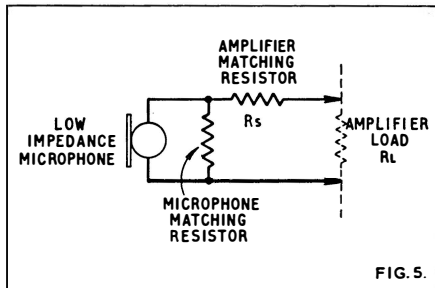 AMPLIFIER
MATCHING
RESISTOR
LOW
IMPEDANCE
MICROPHONE
Rs
AMPLIFIER
LOAD
RL
MICROPHONE
MATCHING
RESISTOR
FIG. 5.